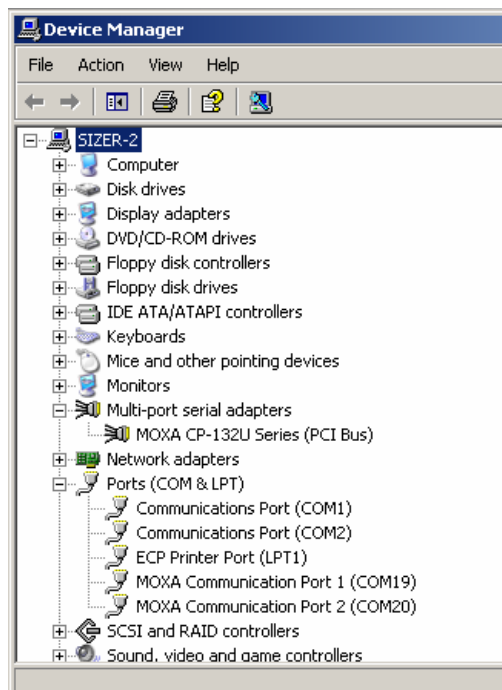 Device Manager
File Action View Help
SIZER-2
Computer
Disk drives
Display adapters
DVD/CD-ROM drives
Floppy disk controllers
Floppy disk drives
IDE ATA/ATAPI controllers
Keyboards
Mice and other pointing devices
Monitors
Multi-port serial adapters
MOXA CP-132U Series (PCI Bus)
Network adapters
Ports (COM & LPT)
Communications Port (COM1)
Communications Port (COM2)
ECP Printer Port (LPT1)
MOXA Communication Port 1 (COM19)
MOXA Communication Port 2 (COM20)
SCSI and RAID controllers
Sound, video and game controllers